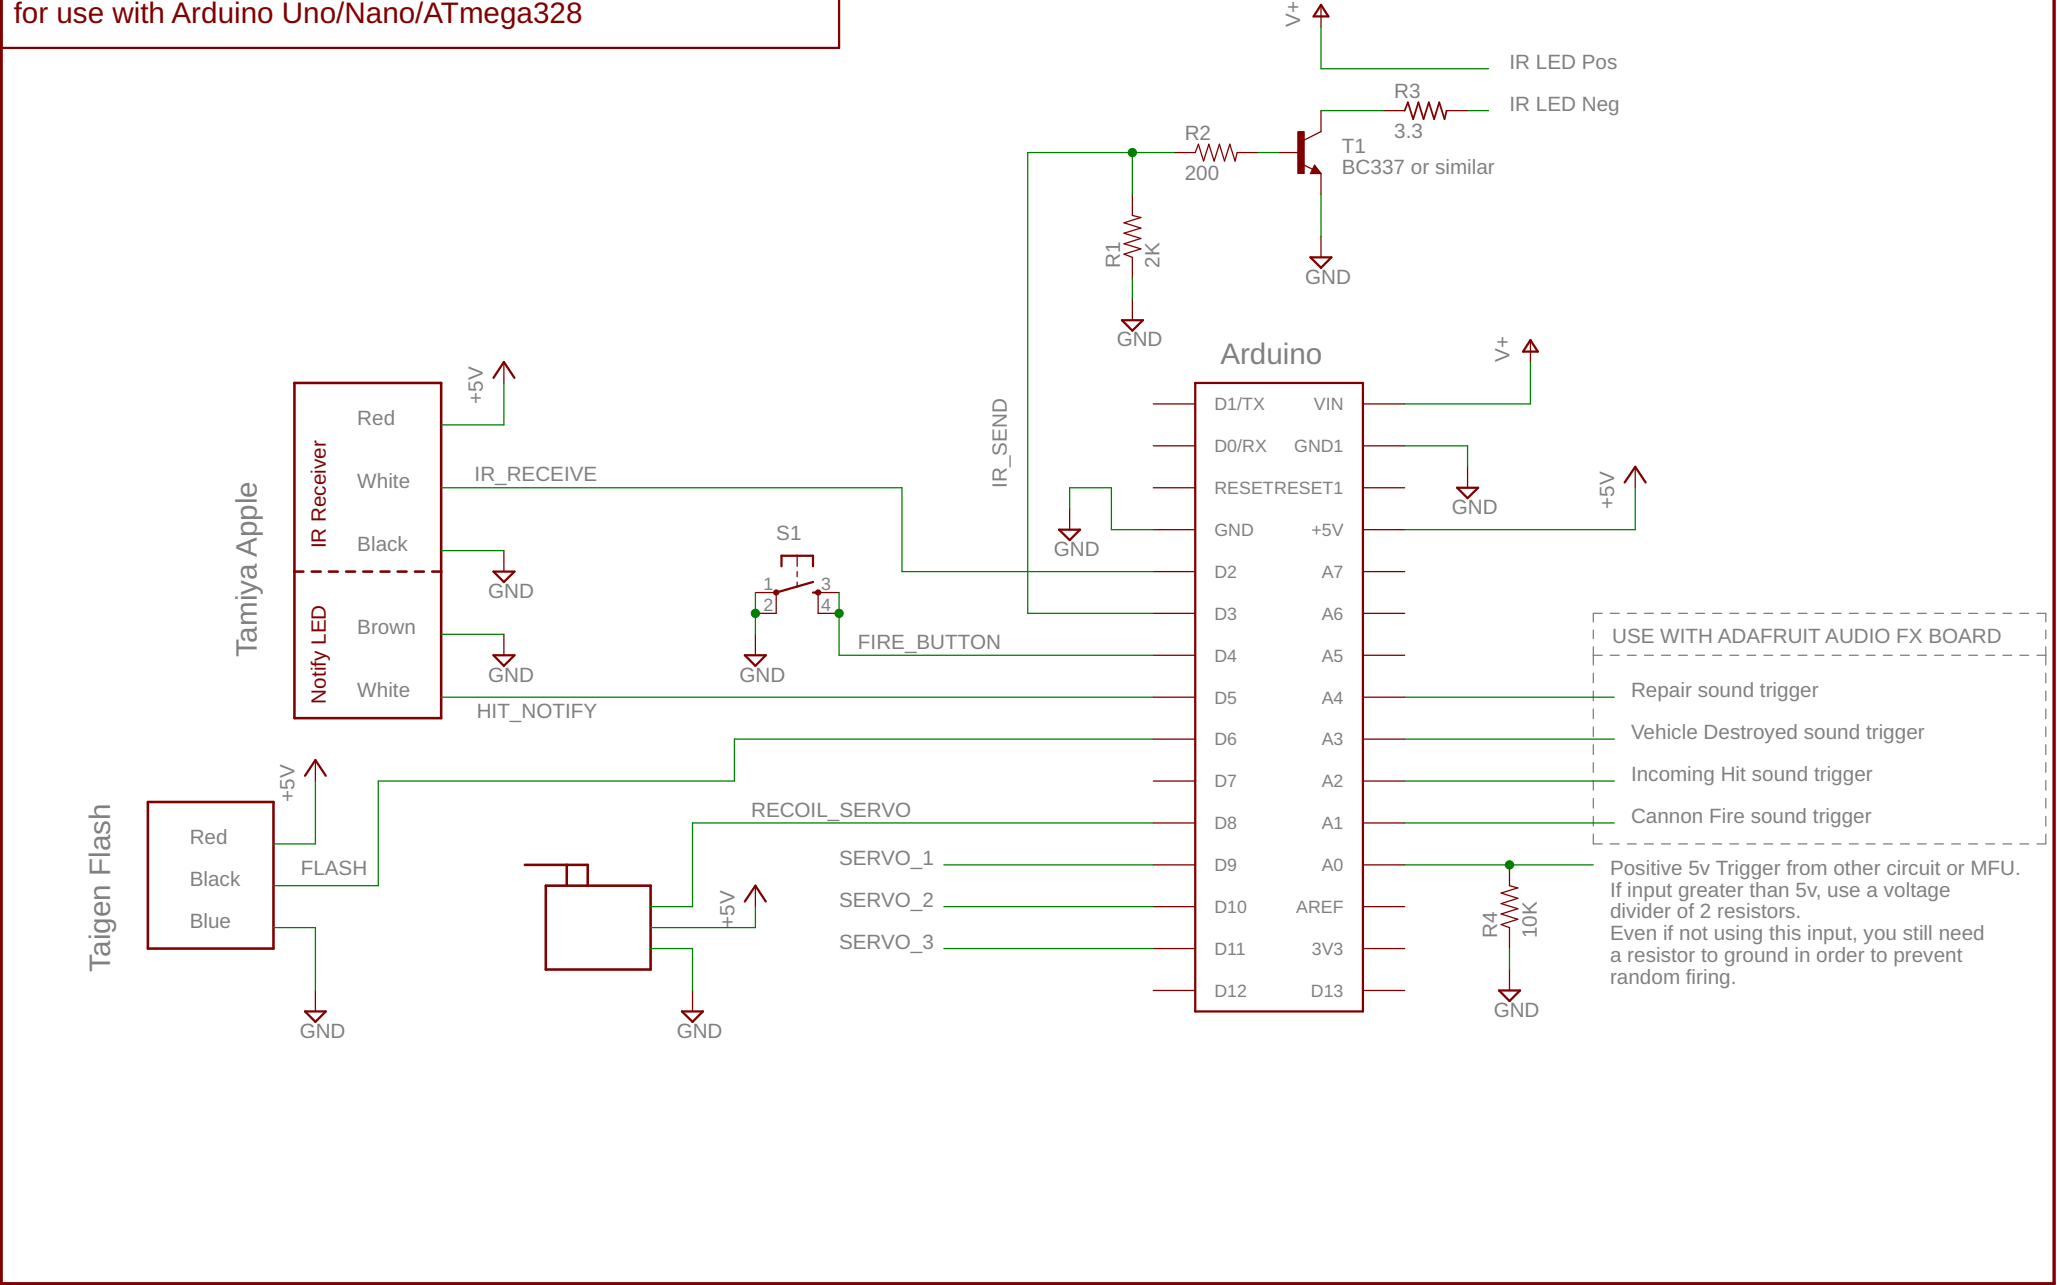 for use with Arduino Uno/Nano/ATmega328
V+
IR LED Pos
R3
IR LED Neg
3.3
R2
200
T1
BC337 or similar
R1
2K
GND
GND
Arduino
V+
IR_SEND
D1/TX VIN
D0/RX GND1
RESET RESET1
GND +5V
D2 A7
D3 A6
D4 A5
D5 A4
D6 A3
D7 A2
D8 A1
D9 A0
D10 AREF
D11 3V3
D12 D13
GND
GND
+5V
Tamiya Apple
IR Receiver
Red
White
Black
Notify LED
Brown
White
+5V
IR_RECEIVE
GND
GND
HIT_NOTIFY
S1
1 3
2 4
GND
FIRE_BUTTON
Taigen Flash
Red
Black
Blue
+5V
FLASH
GND
RECOIL_SERVO
+5V
GND
SERVO_1
SERVO_2
SERVO_3
USE WITH ADAFRUIT AUDIO FX BOARD
Repair sound trigger
Vehicle Destroyed sound trigger
Incoming Hit sound trigger
Cannon Fire sound trigger
Positive 5v Trigger from other circuit or MFU.
If input greater than 5v, use a voltage
divider of 2 resistors.
Even if not using this input, you still need
a resistor to ground in order to prevent
random firing.
R4
10K
GND